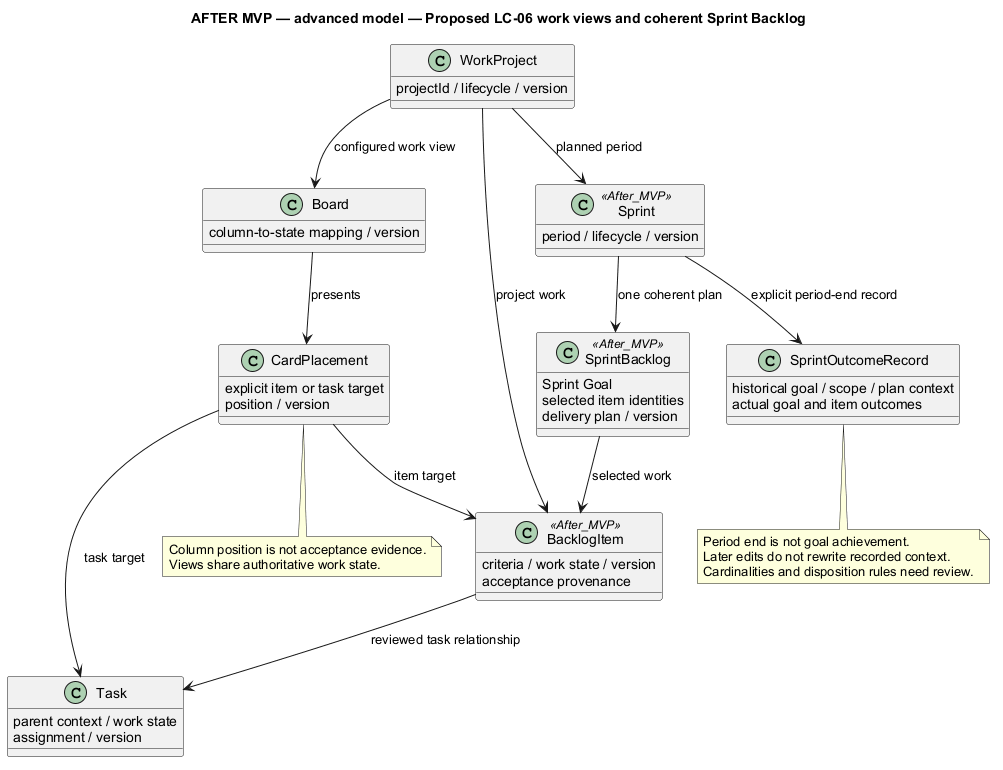 AFTER MVP — advanced model — Proposed LC-06 work views and coherent Sprint Backlog
C WorkProject
projectId / lifecycle / version
configured work view
planned period
C Board
column-to-state mapping / version
C «After_MVP»
Sprint
period / lifecycle / version
presents
project work
one coherent plan
explicit period-end record
C CardPlacement
explicit item or task target
position / version
C «After_MVP»
SprintBacklog
Sprint Goal
selected item identities
delivery plan / version
C SprintOutcomeRecord
historical goal / scope / plan context
actual goal and item outcomes
item target
selected work
task target
Column position is not acceptance evidence.
Views share authoritative work state.
C «After_MVP»
BacklogItem
criteria / work state / version
acceptance provenance
Period end is not goal achievement.
Later edits do not rewrite recorded context.
Cardinalities and disposition rules need review.
reviewed task relationship
C Task
parent context / work state
assignment / version